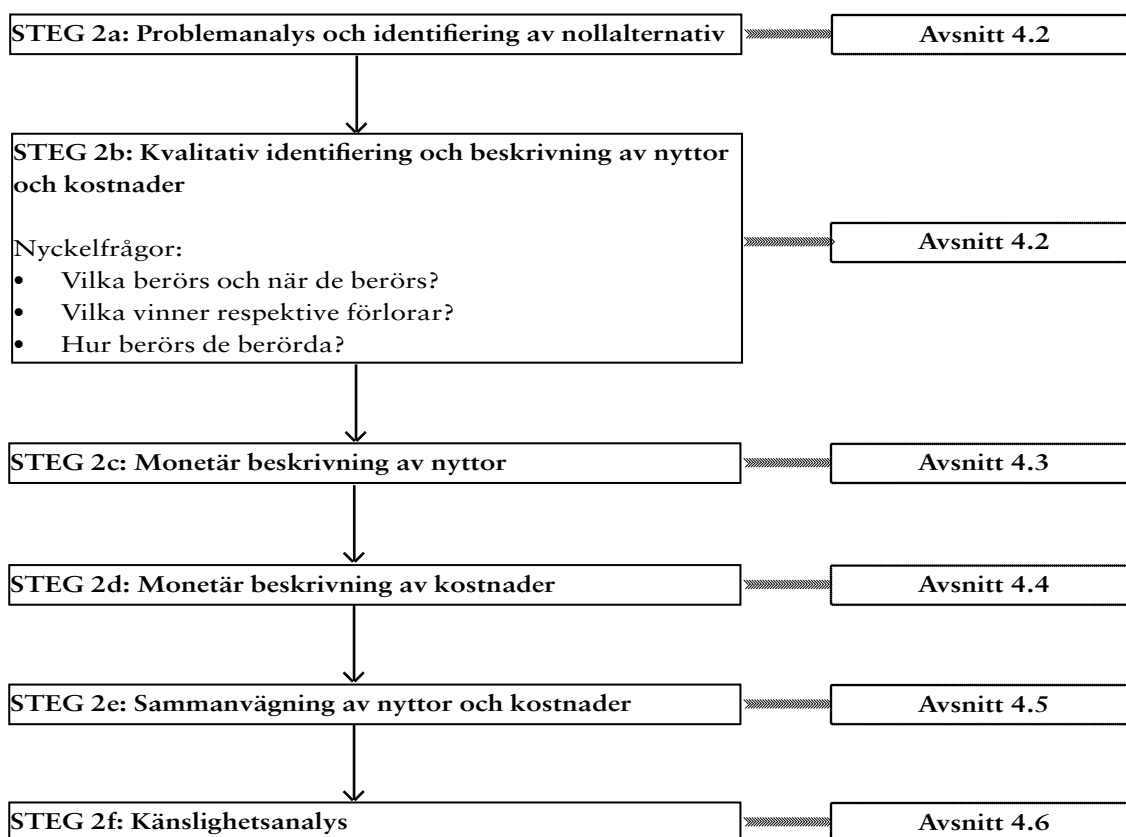 STEG 2a: Problemanalys och identifiering av nollalternativ
Avsnitt 4.2
STEG 2b: Kvalitativ identifiering och beskrivning av nyttor
och kostnader
Nyckelfrågor:
• Vilka berörs och när de berörs?
• Vilka vinner respektive förlorar?
• Hur berörs de berörda?
Avsnitt 4.2
STEG 2c: Monetär beskrivning av nyttor
Avsnitt 4.3
STEG 2d: Monetär beskrivning av kostnader
Avsnitt 4.4
STEG 2e: Sammanvägning av nyttor och kostnader
Avsnitt 4.5
STEG 2f: Känslighetsanalys
Avsnitt 4.6